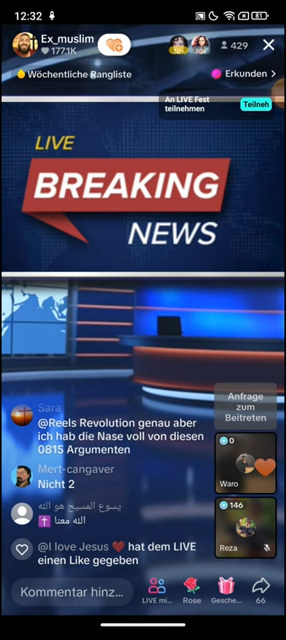 12:32
81
Ex_muslim
177.1K
429
Wöchentliche Rangliste
Erkunden >
An LIVE Fest
teilnehmen
Teilneh
LIVE
BREAKING
NEWS
Anfrage
zum
Beitreten
Sara
@Reels Revolution genau aber
ich hab die Nase voll von diesen
0815 Argumenten
0
Waro
Mert-cangaver
Nicht 2
يسوع المسيح هو الله
✝️ الله معنا
146
Reza
@I love Jesus ❤️ hat dem LIVE
einen Like gegeben
Kommentar hinz...
LIVE mi...
Rose
Gesche...
66